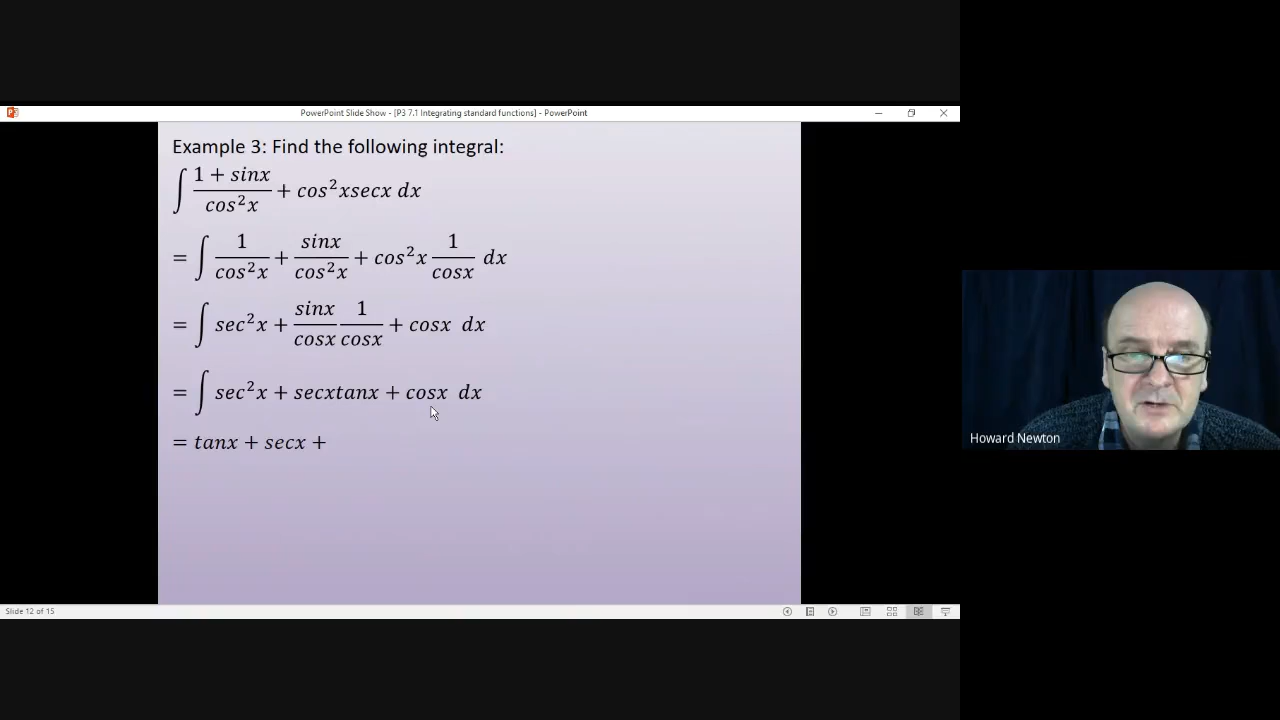 PowerPoint Slide Show - [P3 7.1 Integrating standard functions] - PowerPoint
Example 3: Find the following integral:
∫ (1 + sinx)/(cos²x) + cos²xsecx dx
= ∫ 1/(cos²x) + sinx/(cos²x) + cos²x 1/(cosx) dx
= ∫ sec²x + sinx/cosx 1/cosx + cosx dx
= ∫ sec²x + secxtanx + cosx dx
= tanx + secx +
Howard Newton
Slide 12 of 15